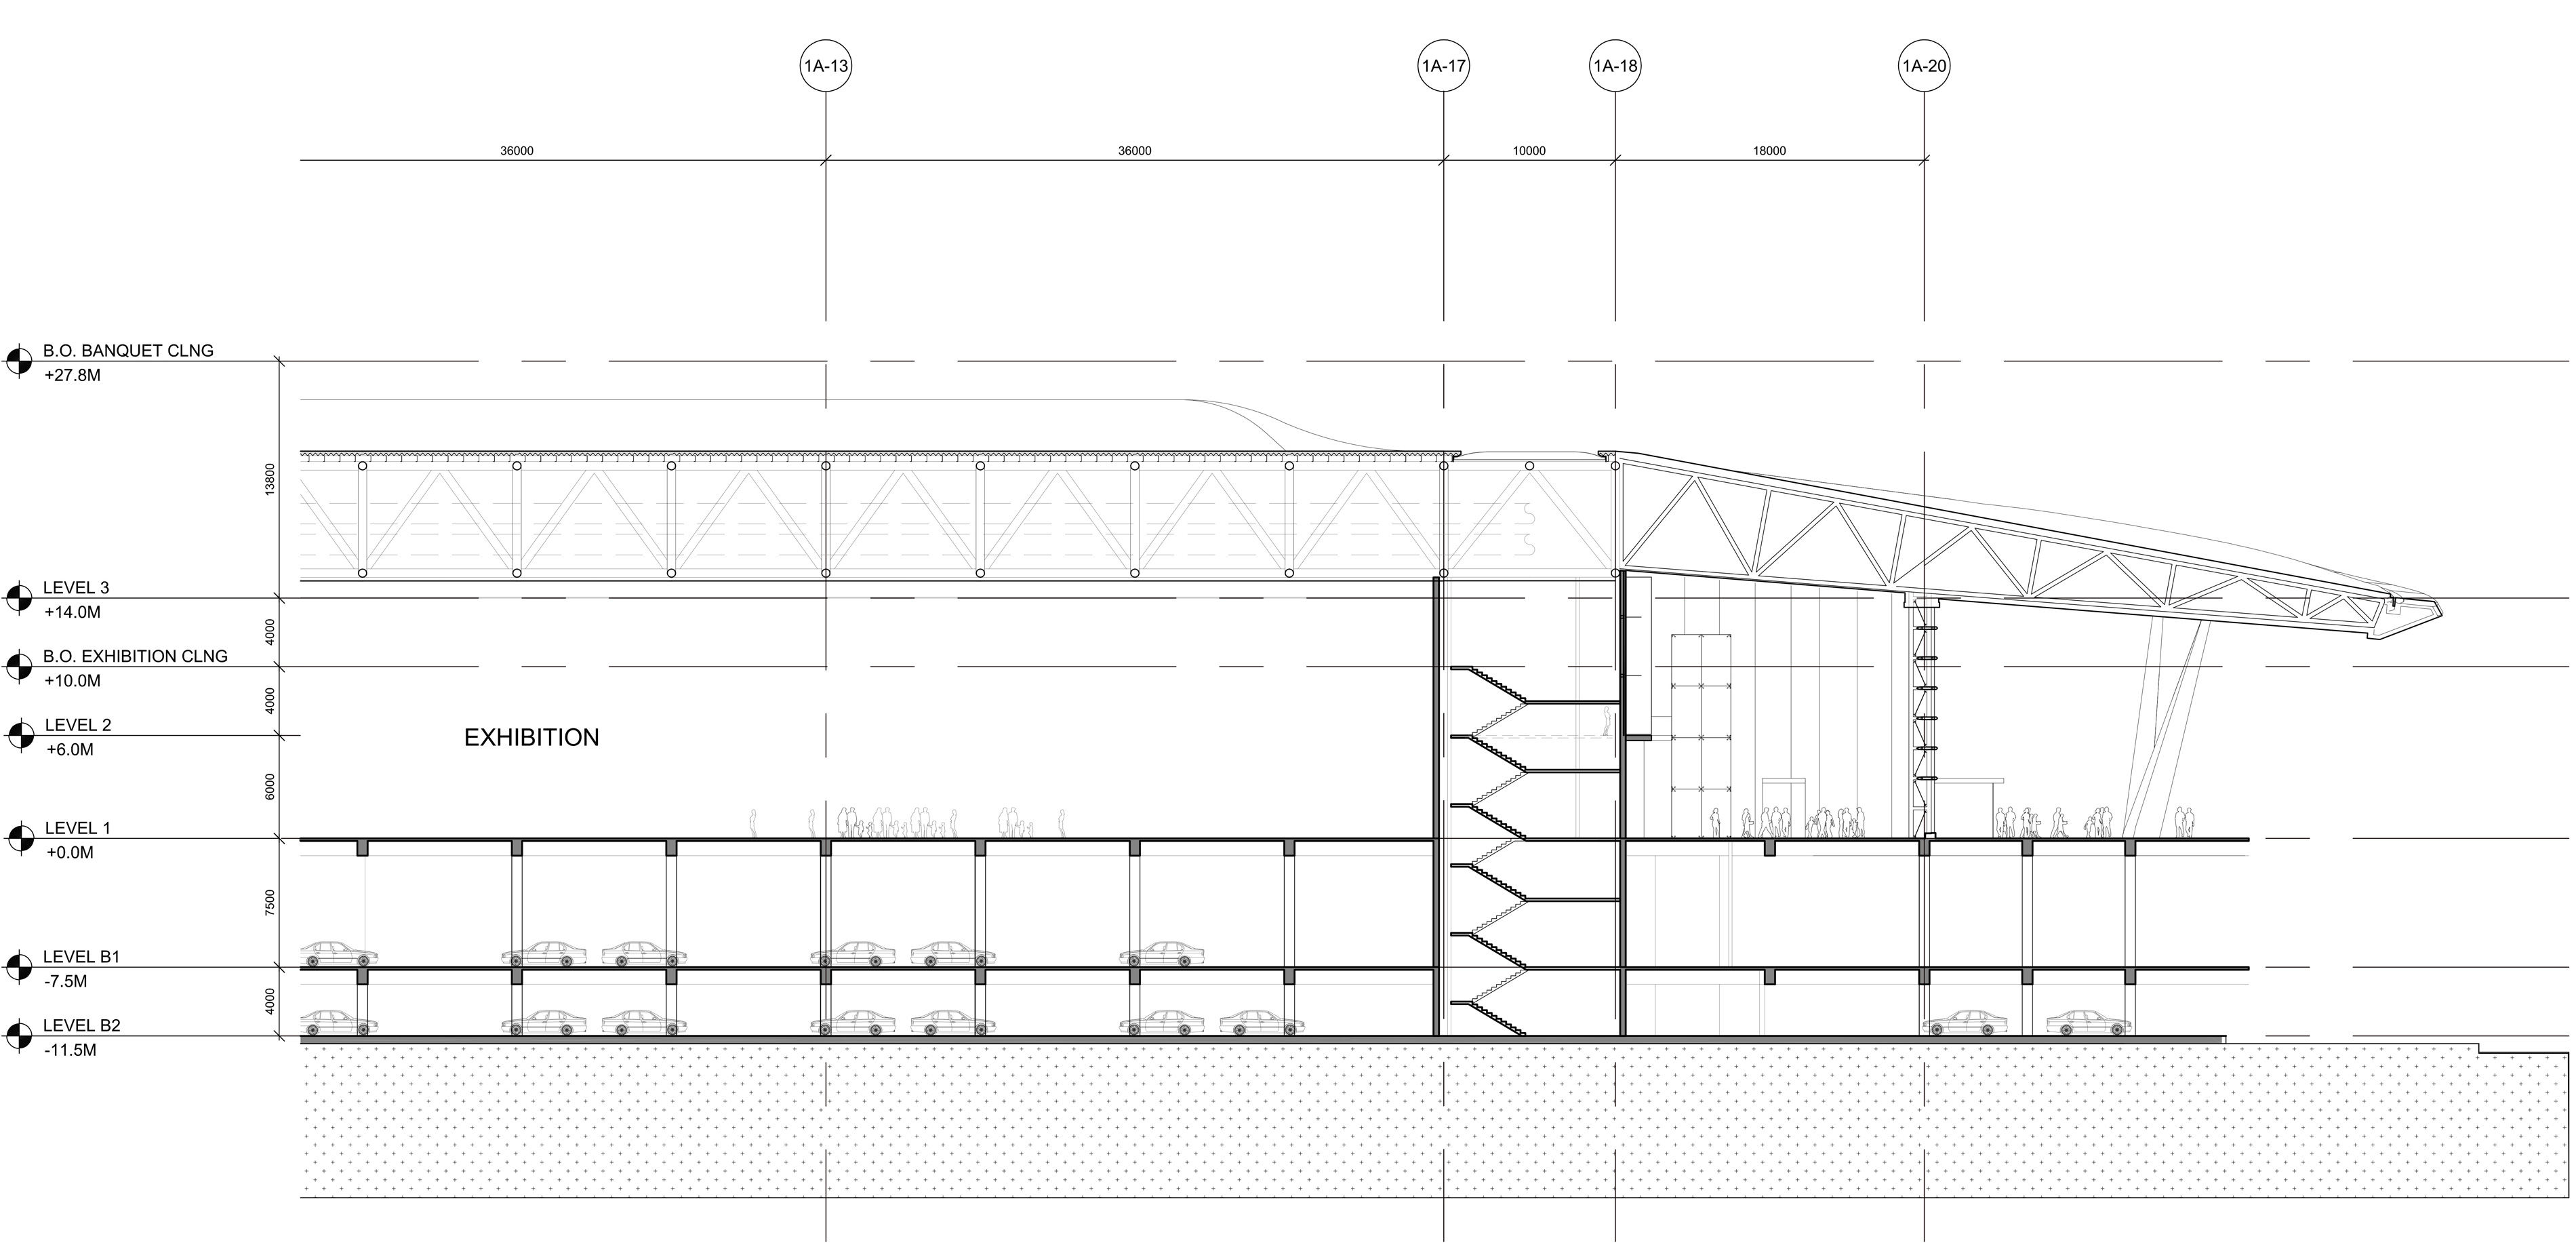 1A-13
1A-17
1A-18
1A-20
36000
36000
10000
18000
B.O. BANQUET CLNG
+27.8M
13800
LEVEL 3
+14.0M
4000
B.O. EXHIBITION CLNG
+10.0M
4000
LEVEL 2
+6.0M
EXHIBITION
6000
LEVEL 1
+0.0M
7500
LEVEL B1
-7.5M
4000
LEVEL B2
-11.5M